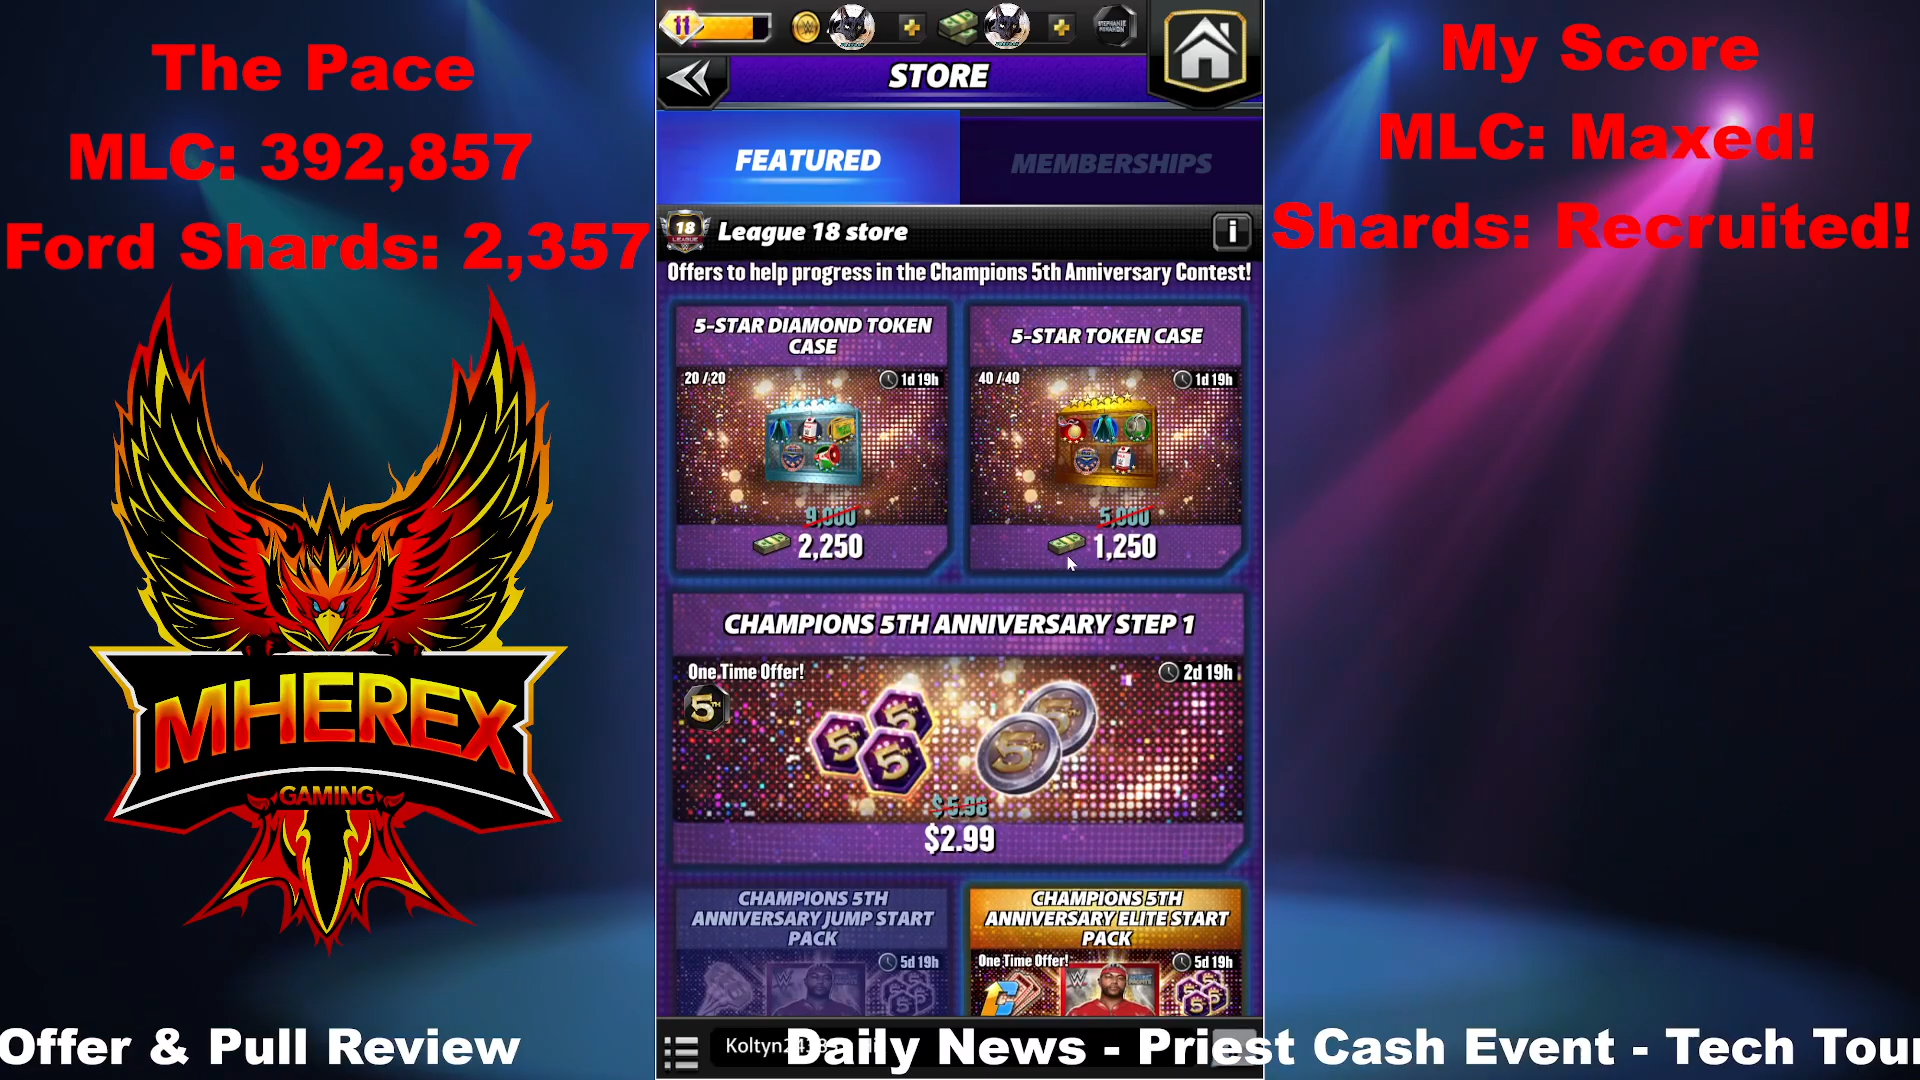 The Pace
MLC: 392,857
Ford Shards: 2,357
MHEREX
GAMING
11
STORE
FEATURED
MEMBERSHIPS
18
LEAGUE
League 18 store
i
Offers to help progress in the Champions 5th Anniversary Contest!
5-STAR DIAMOND TOKEN
CASE
20/20
1d 19h
9,000
2,250
5-STAR TOKEN CASE
40/40
1d 19h
5,000
1,250
CHAMPIONS 5TH ANNIVERSARY STEP 1
One Time Offer!
2d 19h
5TH
$5.98
$2.99
CHAMPIONS 5TH
ANNIVERSARY JUMP START
PACK
5d 19h
CHAMPIONS 5TH
ANNIVERSARY ELITE START
PACK
One Time Offer!
5d 19h
My Score
MLC: Maxed!
Shards: Recruited!
Offer & Pull Review
Daily News - Priest Cash Event - Tech Tour